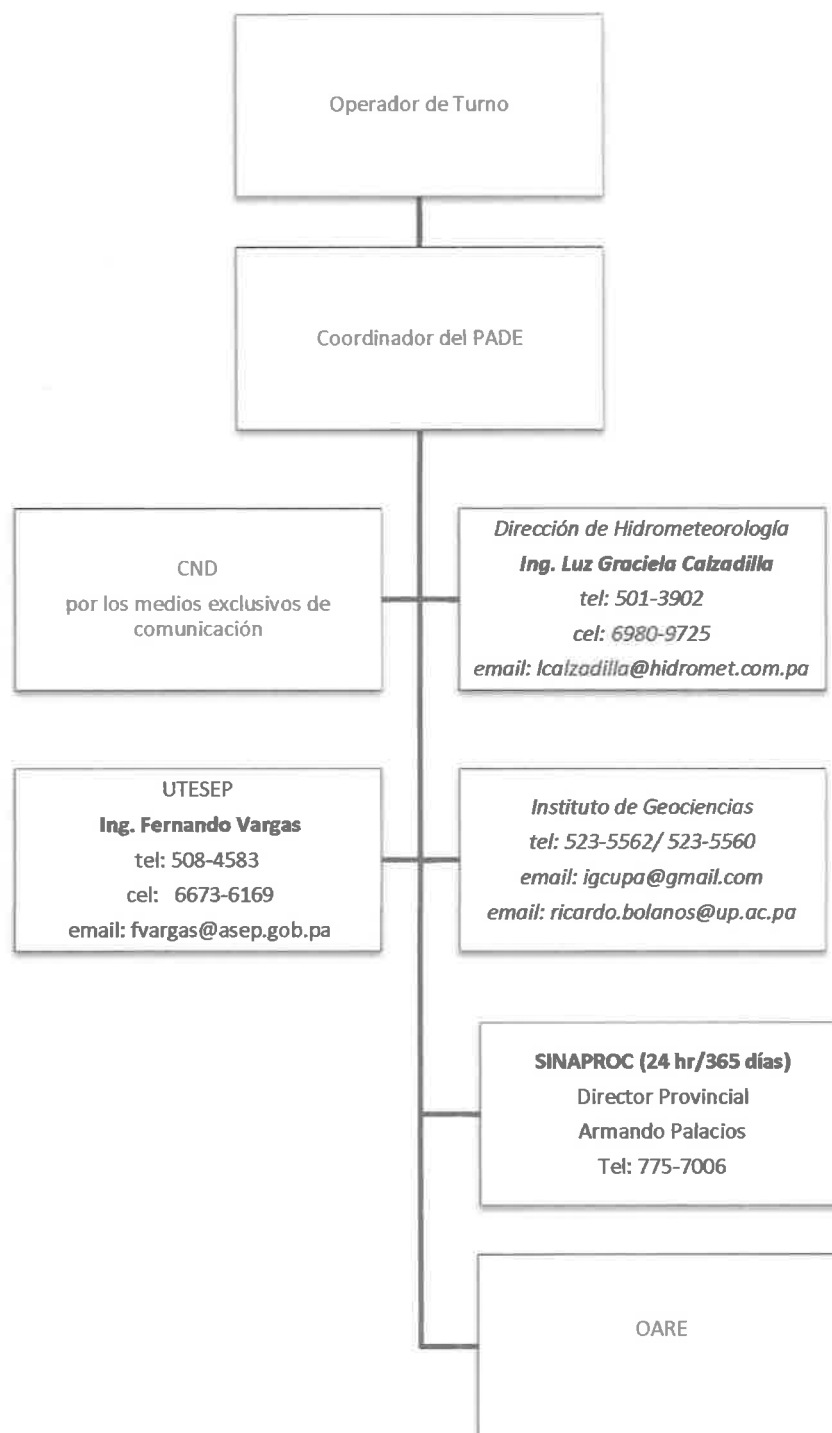 Operador de Turno
Coordinador del PADE
CND
por los medios exclusivos de
comunicación
Dirección de Hidrometeorología
Ing. Luz Graciela Calzadilla
tel: 501-3902
cel: 6980-9725
email: lcalzadilla@hidromet.com.pa
UTESEP
Ing. Fernando Vargas
tel: 508-4583
cel: 6673-6169
email: fvargas@asep.gob.pa
Instituto de Geociencias
tel: 523-5562/ 523-5560
email: igcupa@gmail.com
email: ricardo.bolanos@up.ac.pa
SINAPROC (24 hr/365 días)
Director Provincial
Armando Palacios
Tel: 775-7006
OARE